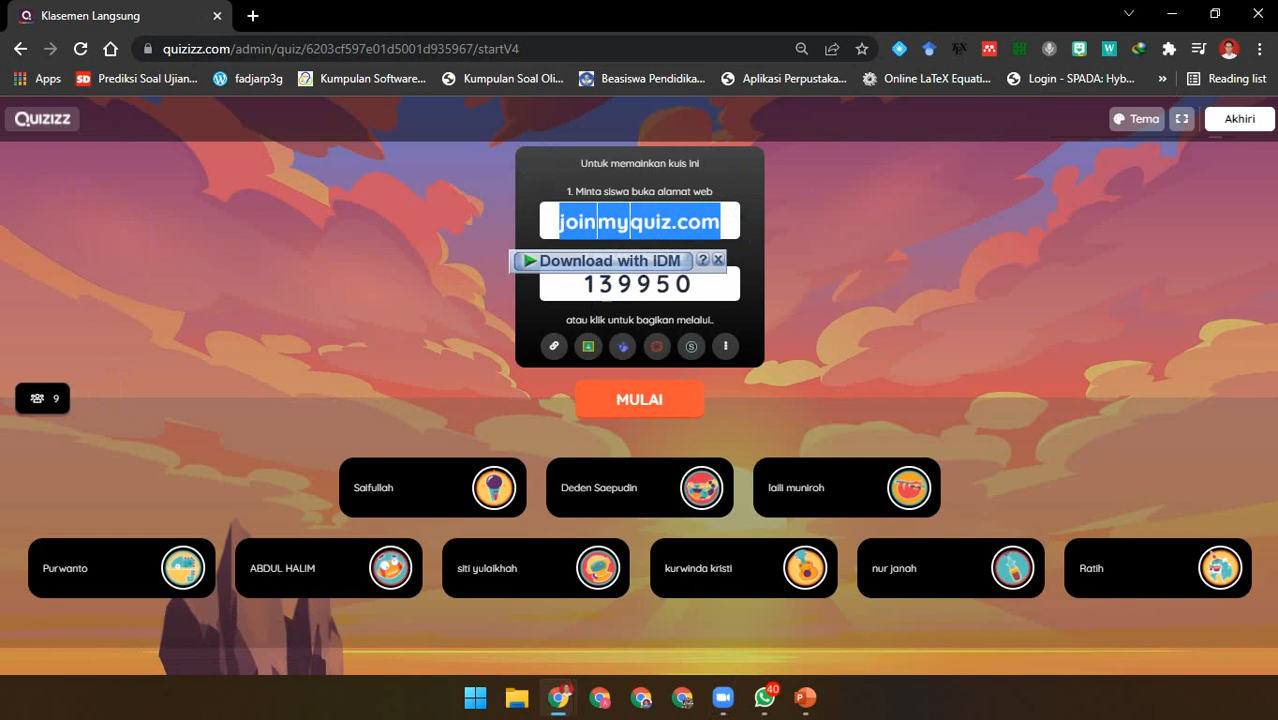 Klasemen Langsung
quizizz.com/admin/quiz/6203cf597e01d5001d935967/startV4
Apps
SD Prediksi Soal Ujian...
fadjarp3g
Kumpulan Software...
Kumpulan Soal Oli...
Beasiswa Pendidika...
Aplikasi Perpustaka...
Online LaTeX Equati...
Login - SPADA: Hyb...
»
Reading list
Quizizz
Tema
Akhiri
Untuk memainkan kuis ini
1. Minta siswa buka alamat web
joinmyquiz.com
Download with IDM ?
139950
atau klik untuk bagikan melalui..
9
MULAI
Saifullah
Deden Saepudin
laili muniroh
Purwanto
ABDUL HALIM
siti yulaikhah
kurwinda kristi
nur janah
Ratih
40